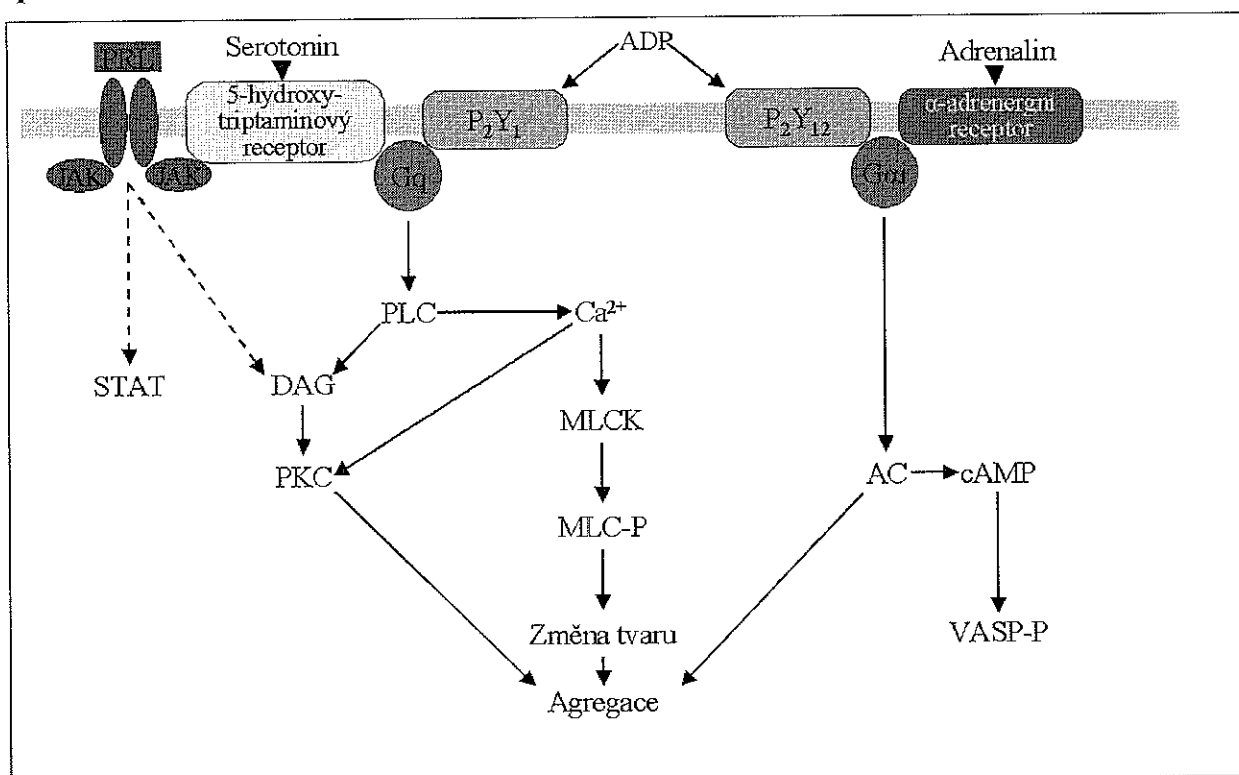 Serotonin
ADP
Adrenalin
PRL
5-hydroxy-
triptaminový
receptor
P₂Y₁
P₂Y₁₂
α-adrenergní
receptor
JAK
JAK
Gq
Gαi
PLC
Ca²⁺
STAT
DAG
MLCK
PKC
AC
cAMP
MLC-P
Změna tvaru
VASP-P
Agregace